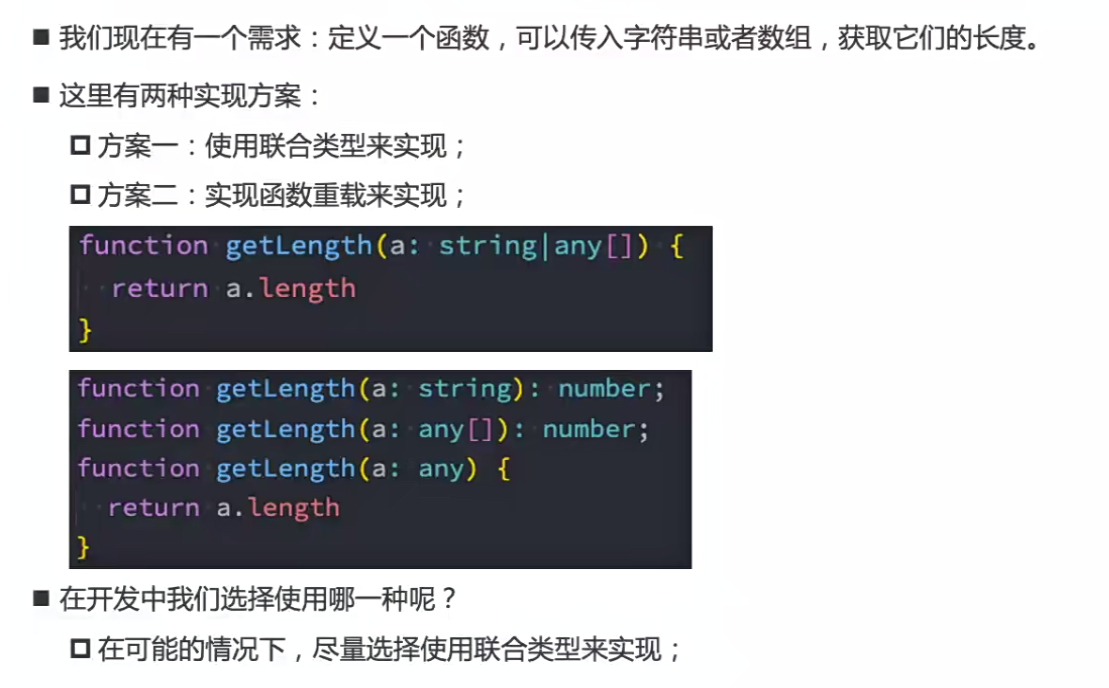 ■ 我们现在有一个需求：定义一个函数，可以传入字符串或者数组，获取它们的长度。
■ 这里有两种实现方案：
方案一：使用联合类型来实现；
方案二：实现函数重载来实现；
function getLength(a: string|any[]) {
  return a.length
}
function getLength(a: string): number;
function getLength(a: any[]): number;
function getLength(a: any) {
  return a.length
}
■ 在开发中我们选择使用哪一种呢？
在可能的情况下，尽量选择使用联合类型来实现；